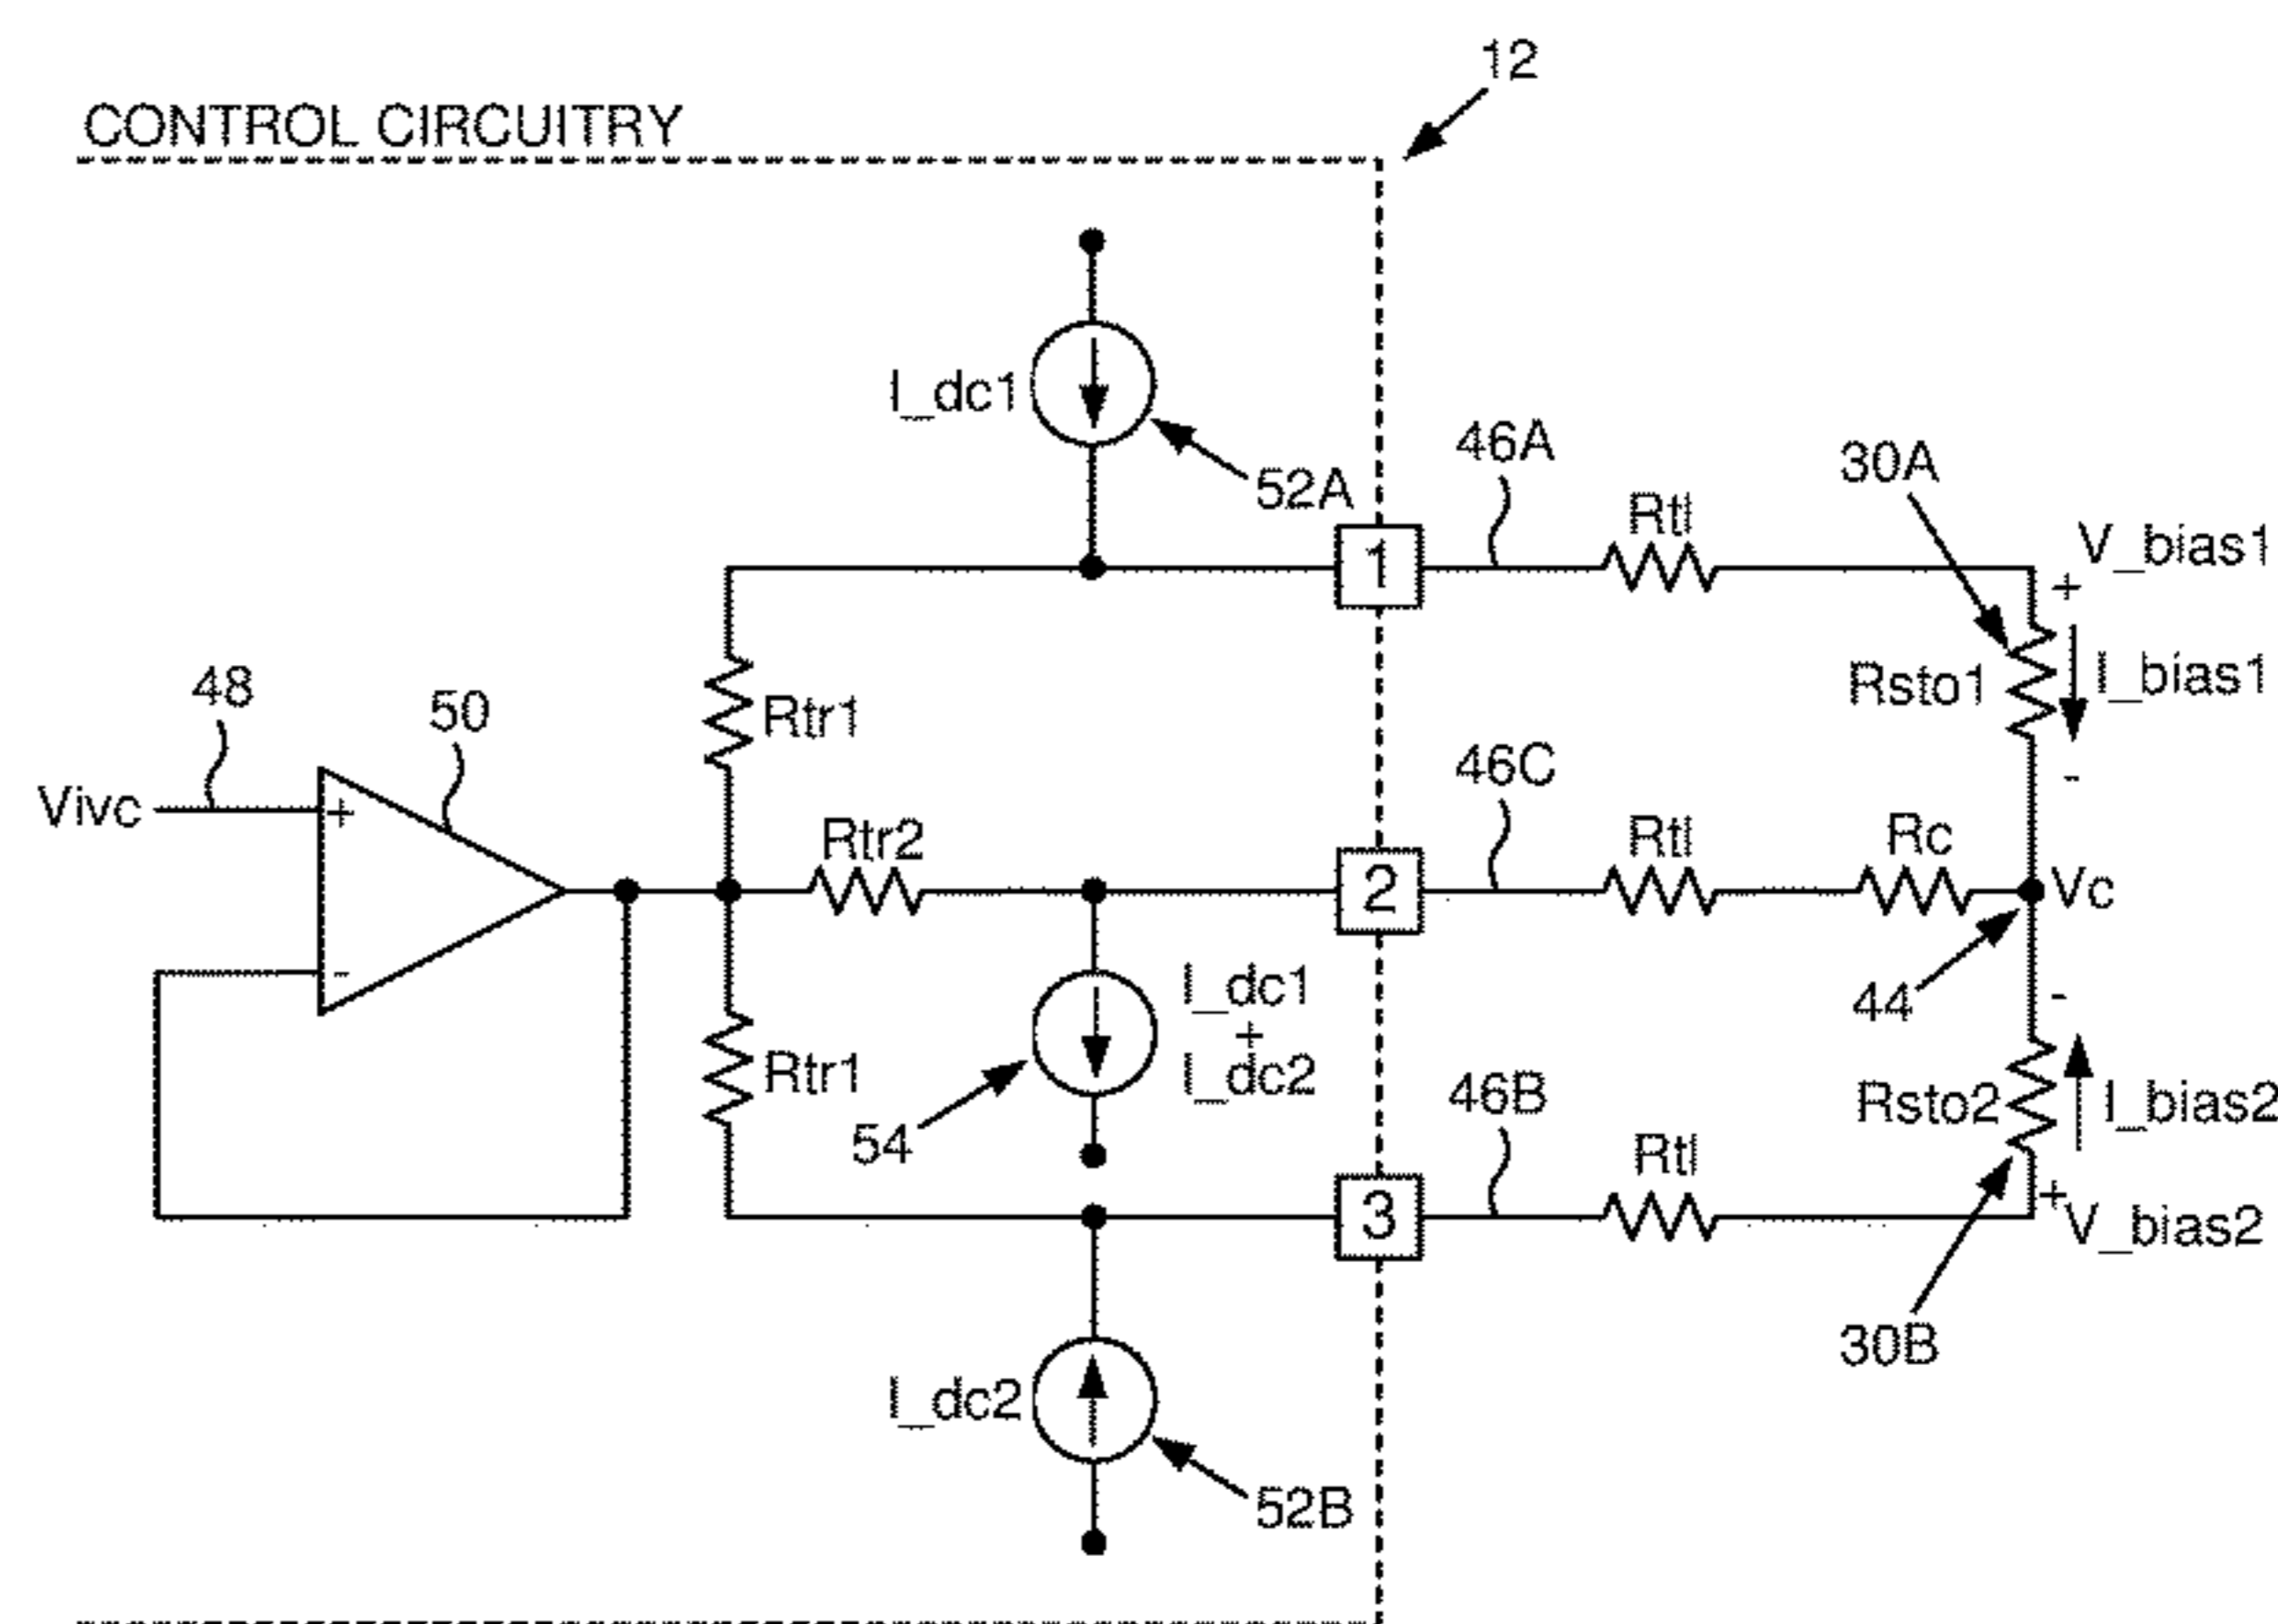 12
CONTROL CIRCUITRY
I_dc1
52A
46A
30A
Rtl
V_bias1
1
+
Rsto1
I_bias1
-
48
50
Rtr1
Vivc
+
-
46C
Rtr2
Rtl
Rc
2
Vc
44
I_dc1
+
I_dc2
54
Rtr1
46B
-
Rsto2
I_bias2
Rtl
3
+
V_bias2
30B
I_dc2
52B